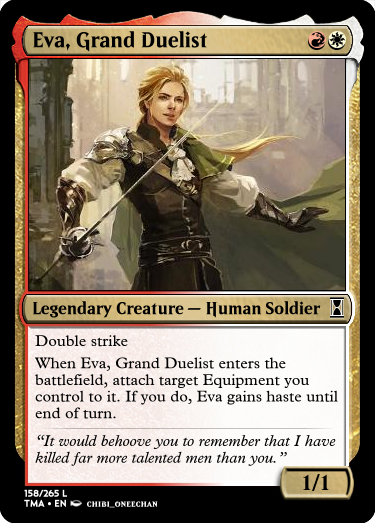 Eva, Grand Duelist
Legendary Creature — Human Soldier
Double strike
When Eva, Grand Duelist enters the
battlefield, attach target Equipment you
control to it. If you do, Eva gains haste until
end of turn.
“It would behoove you to remember that I have
killed far more talented men than you.”
1/1
158/265 L
TMA • EN CHIBI_ONEECHAN